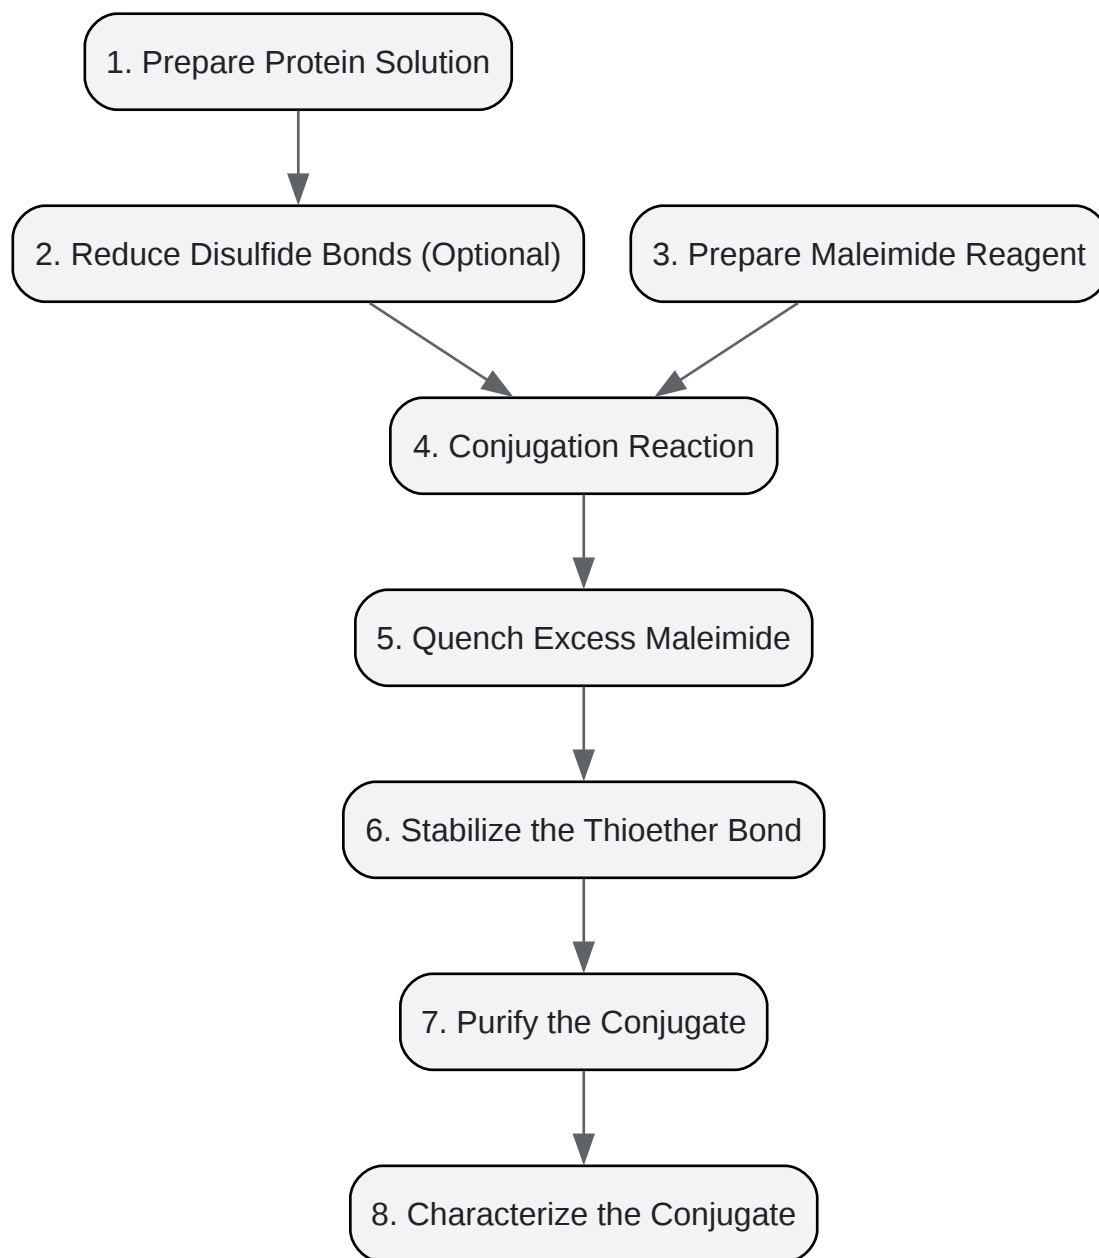 1. Prepare Protein Solution
2. Reduce Disulfide Bonds (Optional)
3. Prepare Maleimide Reagent
4. Conjugation Reaction
5. Quench Excess Maleimide
6. Stabilize the Thioether Bond
7. Purify the Conjugate
8. Characterize the Conjugate